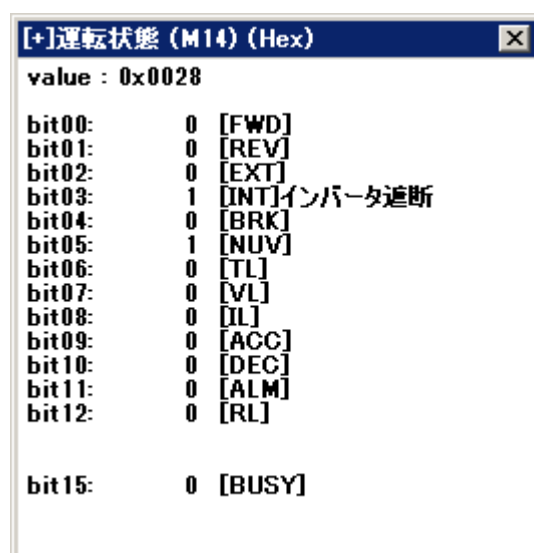 [+]運転状態 (M14) (Hex)
value : 0x0028
bit00: 0 [FWD]
bit01: 0 [REV]
bit02: 0 [EXT]
bit03: 1 [INT]インバータ遮断
bit04: 0 [BRK]
bit05: 1 [NUV]
bit06: 0 [TL]
bit07: 0 [VL]
bit08: 0 [IL]
bit09: 0 [ACC]
bit10: 0 [DEC]
bit11: 0 [ALM]
bit12: 0 [RL]
bit15: 0 [BUSY]